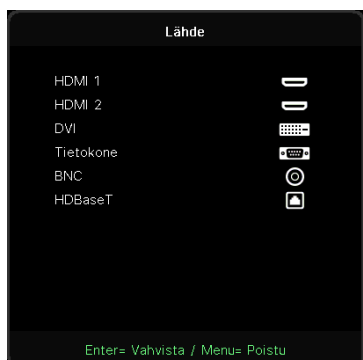 Lähde
HDMI 1
HDMI 2
DVI
Tietokone
BNC
HDBaseT
Enter= Vahvista / Menu= Poistu